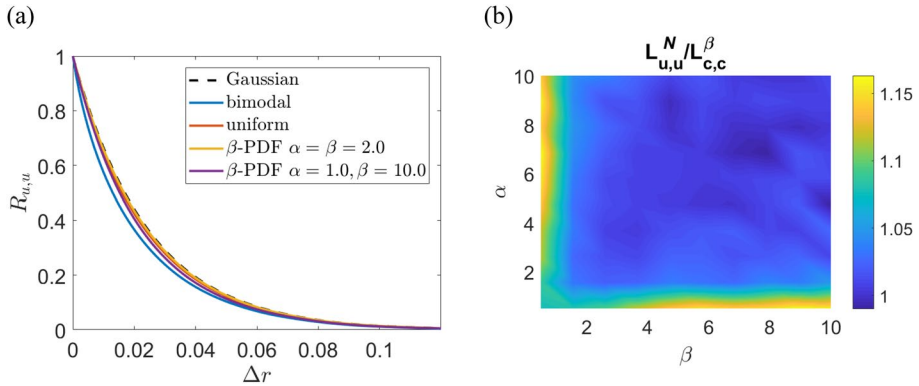 (a)
1
0.8
0.6
0.4
0.2
0
R_{u,u}
0
0.02
0.04
0.06
0.08
0.1
Δr
Gaussian
bimodal
uniform
β-PDF α = β = 2.0
β-PDF α = 1.0, β = 10.0
(b)
L_{u,u}^{N}/L_{c,c}^{β}
10
8
6
4
2
α
2
4
6
8
10
β
1.15
1.1
1.05
1